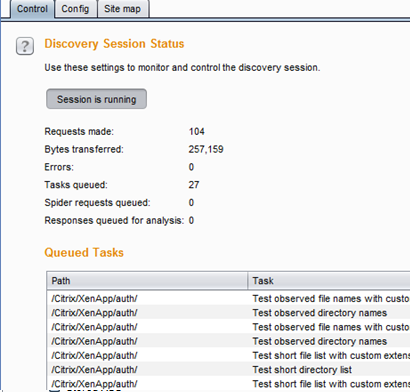 Control Config Site map
?
Discovery Session Status
Use these settings to monitor and control the discovery session.
Session is running
Requests made: 104
Bytes transferred: 257,159
Errors: 0
Tasks queued: 27
Spider requests queued: 0
Responses queued for analysis: 0
Queued Tasks
Path Task
/Citrix/XenApp/auth/ Test observed file names with custo
/Citrix/XenApp/auth/ Test observed directory names
/Citrix/XenApp/auth/ Test observed file names with custo
/Citrix/XenApp/auth/ Test observed directory names
/Citrix/XenApp/auth/ Test short file list with custom exten
/Citrix/XenApp/auth/ Test short directory list
/Citrix/XenApp/auth/ Test short file list with custom exten